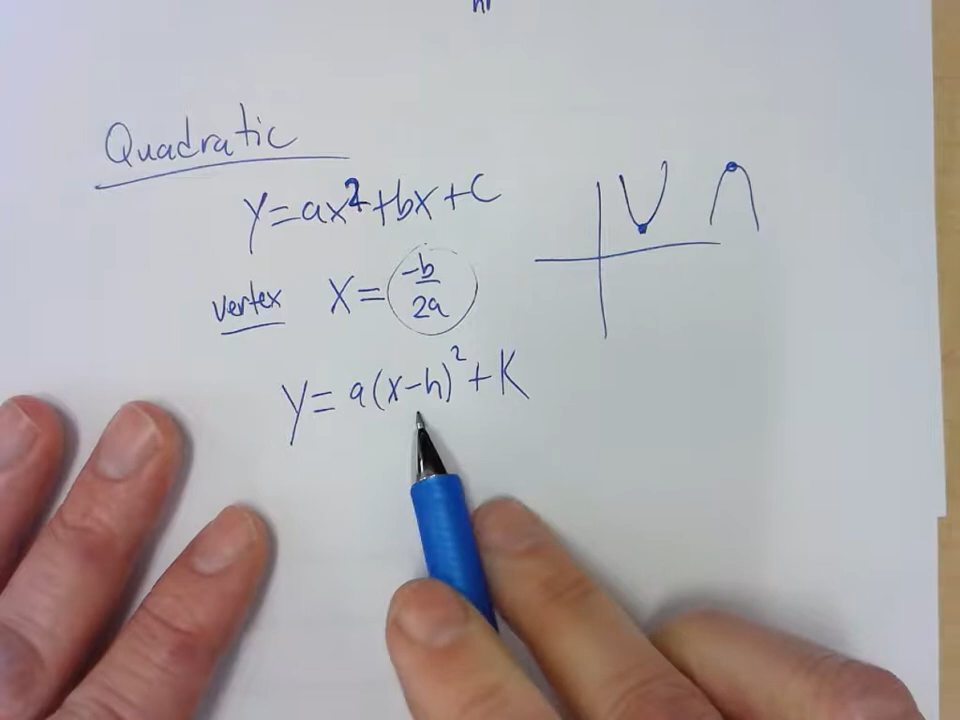 Quadratic
y=ax²+bx+c
vertex x=-b/2a
y=a(x-h)²+K